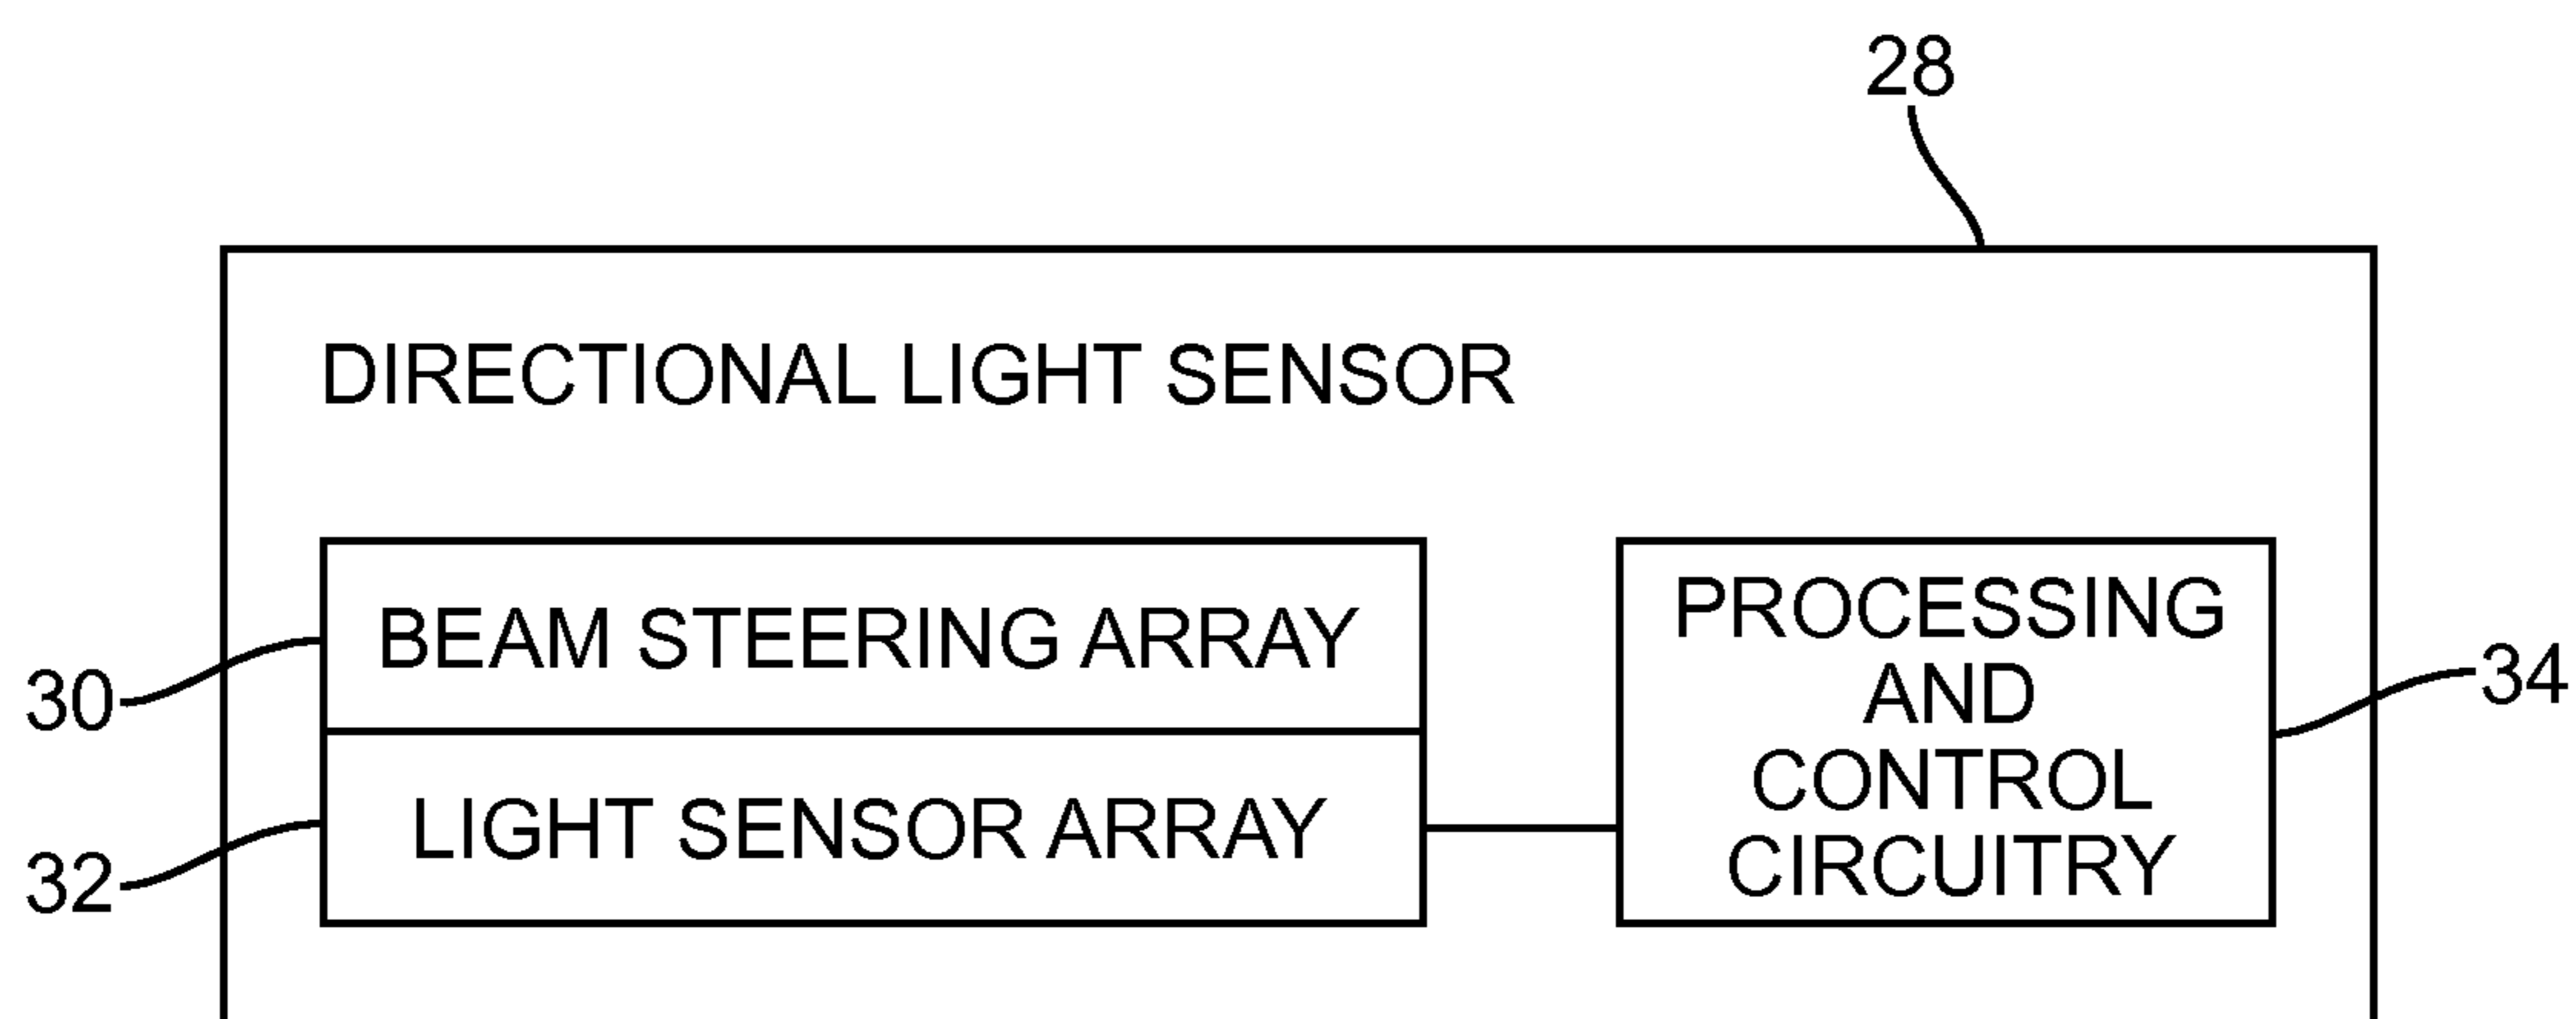 28
DIRECTIONAL LIGHT SENSOR
BEAM STEERING ARRAY
30
LIGHT SENSOR ARRAY
32
PROCESSING
AND
CONTROL
CIRCUITRY
34